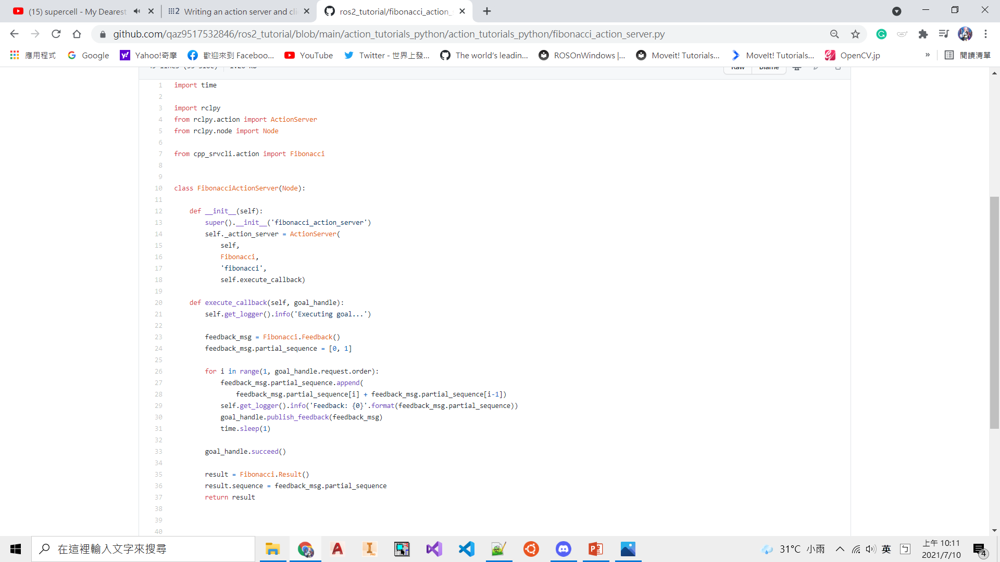 (15) supercell - My Dearest
Writing an action server and cli
ros2_tutorial/fibonacci_action_s
github.com/qaz9517532846/ros2_tutorial/blob/main/action_tutorials_python/action_tutorials_python/fibonacci_action_server.py
應用程式 Google Yahoo!奇摩 歡迎來到 Faceboo... YouTube Twitter - 世界上發... The world's leadin... ROSOnWindows |... Moveit! Tutorials... MoveIt! Tutorials... OpenCV.jp » 閱讀清單
Raw Blame
1 import time
2
3 import rclpy
4 from rclpy.action import ActionServer
5 from rclpy.node import Node
6
7 from cpp_srvcli.action import Fibonacci
8
9
10 class FibonacciActionServer(Node):
11
12 def __init__(self):
13 super().__init__('fibonacci_action_server')
14 self._action_server = ActionServer(
15 self,
16 Fibonacci,
17 'fibonacci',
18 self.execute_callback)
19
20 def execute_callback(self, goal_handle):
21 self.get_logger().info('Executing goal...')
22
23 feedback_msg = Fibonacci.Feedback()
24 feedback_msg.partial_sequence = [0, 1]
25
26 for i in range(1, goal_handle.request.order):
27 feedback_msg.partial_sequence.append(
28 feedback_msg.partial_sequence[i] + feedback_msg.partial_sequence[i-1])
29 self.get_logger().info('Feedback: {0}'.format(feedback_msg.partial_sequence))
30 goal_handle.publish_feedback(feedback_msg)
31 time.sleep(1)
32
33 goal_handle.succeed()
34
35 result = Fibonacci.Result()
36 result.sequence = feedback_msg.partial_sequence
37 return result
38
39
40
在這裡輸入文字來搜尋
31°C 小雨
英
上午 10:11
2021/7/10
4